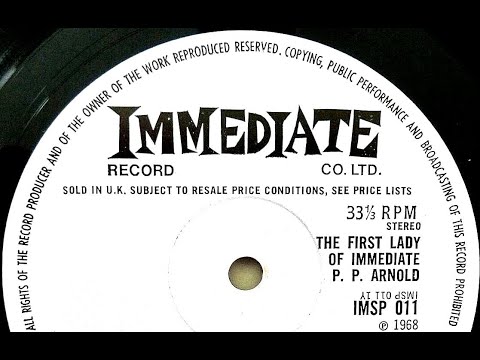 ALL RIGHTS OF THE RECORD PRODUCER AND OF THE OWNER OF THE WORK REPRODUCED RESERVED. COPYING, PUBLIC PERFORMANCE AND BROADCASTING OF THIS RECORD PROHIBITED
IMMEDIATE
RECORD CO. LTD.
SOLD IN U.K. SUBJECT TO RESALE PRICE CONDITIONS, SEE PRICE LISTS
33⅓ RPM
STEREO
THE FIRST LADY
OF IMMEDIATE
P. P. ARNOLD
IMSP 011
℗ 1968